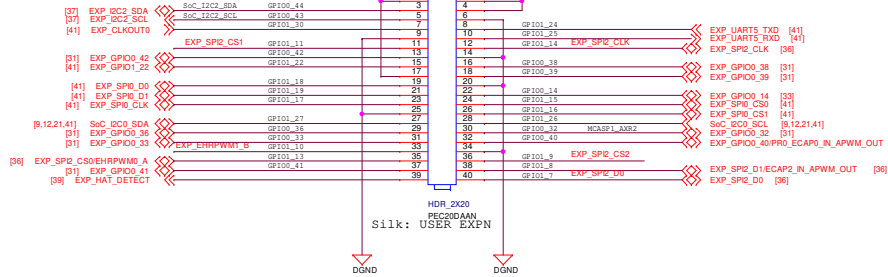 [37] EXP_I2C2_SDA SoC_I2C2_SDA GPIO0_44 3 4
[37] EXP_I2C2_SCL SoC_I2C2_SCL GPIO0_43 5 6
[41] EXP_CLKOUT0 GPIO1_30 7 8 GPIO1_24 EXP_UART5_TXD [41]
9 10 GPIO1_25 EXP_UART5_RXD [41]
EXP_SPI2_CS1 GPIO1_11 11 12 GPIO1_14 EXP_SPI2_CLK EXP_SPI2_CLK [36]
[31] EXP_GPIO0_42 GPIO0_42 13 14
[41] EXP_GPIO1_22 GPIO1_22 15 16 GPIO0_38 EXP_GPIO0_38 [31]
17 18 GPIO0_39 EXP_GPIO0_39 [31]
[41] EXP_SPI0_D0 GPIO1_18 19 20
[41] EXP_SPI0_D1 GPIO1_19 21 22 GPIO0_14 EXP_GPIO0_14 [33]
[41] EXP_SPI0_CLK GPIO1_17 23 24 GPIO1_15 EXP_SPI0_CS0 [41]
25 26 GPIO1_16 EXP_SPI0_CS1 [41]
[9,12,21,41] SoC_I2C0_SDA GPIO1_27 27 28 GPIO1_26 SoC_I2C0_SCL [9,12,21,41]
[31] EXP_GPIO0_36 GPIO0_36 29 30 GPIO0_32 MCASP1_AXR2 EXP_GPIO0_32 [31]
[31] EXP_GPIO0_33 GPIO0_33 31 32 GPIO0_40 EXP_GPIO0_40/PR0_ECAP0_IN_APWM_OUT
EXP_EHRPWM1_B GPIO1_10 33 34
[36] EXP_SPI2_CS0/EHRPWM0_A GPIO1_13 35 36 GPIO1_9 EXP_SPI2_CS2
[31] EXP_GPIO0_41 GPIO0_41 37 38 GPIO1_8 EXP_SPI2_D1/ECAP2_IN_APWM_OUT [36]
[39] EXP_HAT_DETECT 39 40 GPIO1_7 EXP_SPI2_D0 EXP_SPI2_D0 [36]
HDR_2X20
PEC20DAAN
Silk: USER EXPN
DGND DGND